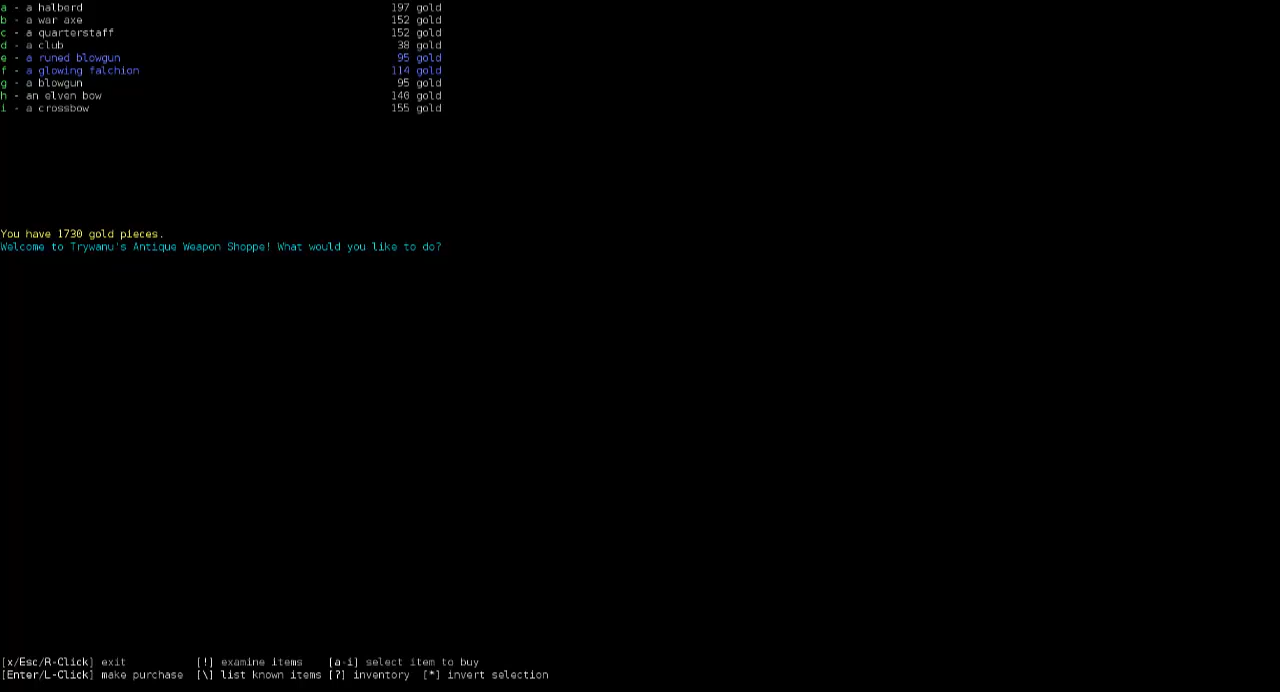 a - a halberd 197 gold
b - a war axe 152 gold
c - a quarterstaff 152 gold
d - a club 38 gold
e - a runed blowgun 95 gold
f - a glowing falchion 114 gold
g - a blowgun 95 gold
h - an elven bow 140 gold
i - a crossbow 155 gold
You have 1730 gold pieces.
Welcome to Trywanu's Antique Weapon Shoppe! What would you like to do?
[x/Esc/R-Click] exit [!] examine items [a-i] select item to buy
[Enter/L-Click] make purchase [\] list known items [?] inventory [*] invert selection